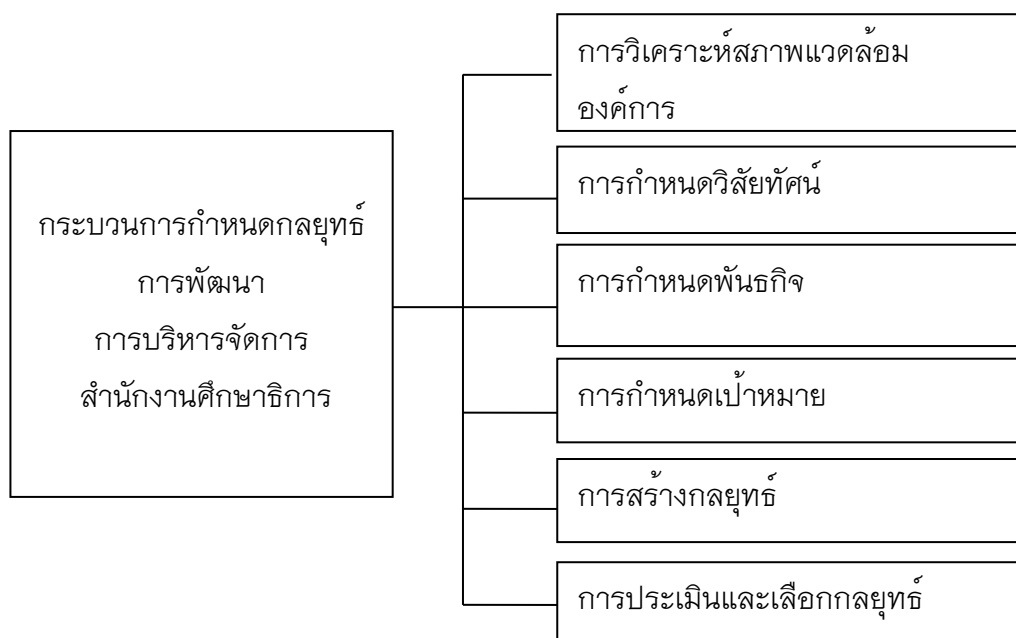 กระบวนการกำหนดกลยุทธ์
การพัฒนา
การบริหารจัดการ
สำนักงานศึกษาธิการ
การวิเคราะห์สภาพแวดล้อม
องค์การ
การกำหนดวิสัยทัศน์
การกำหนดพันธกิจ
การกำหนดเป้าหมาย
การสร้างกลยุทธ์
การประเมินและเลือกกลยุทธ์